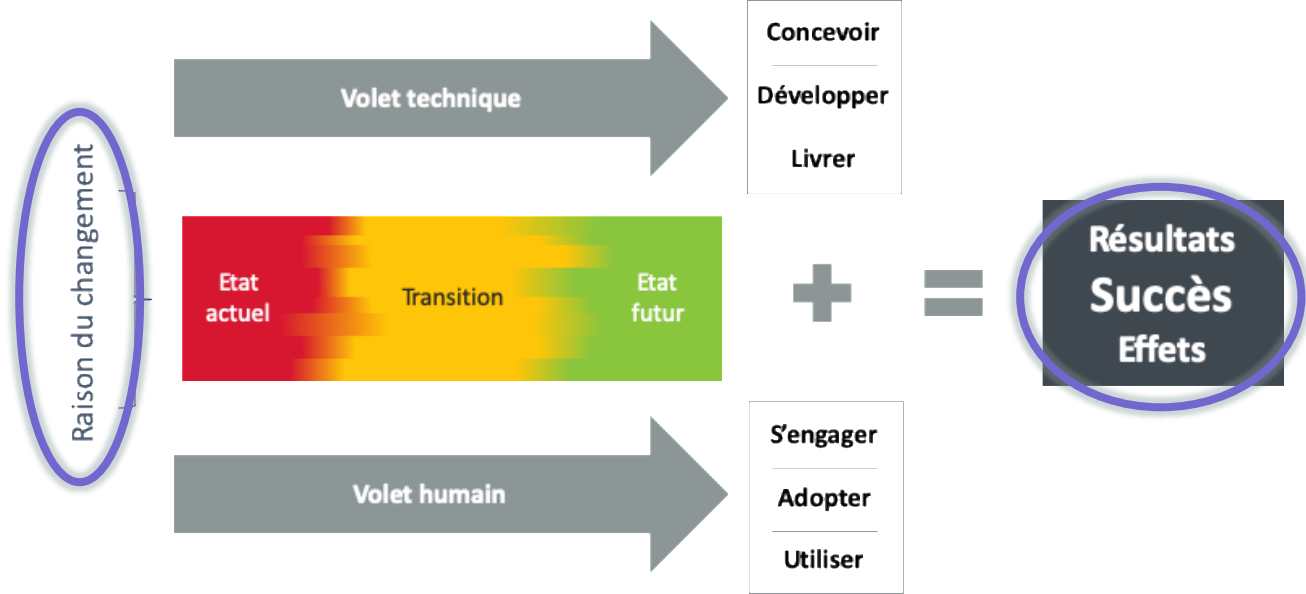 Raison du changement
Volet technique
Concevoir
Développer
Livrer
Etat
actuel
Transition
Etat
futur
+
=
Résultats
Succès
Effets
Volet humain
S'engager
Adopter
Utiliser